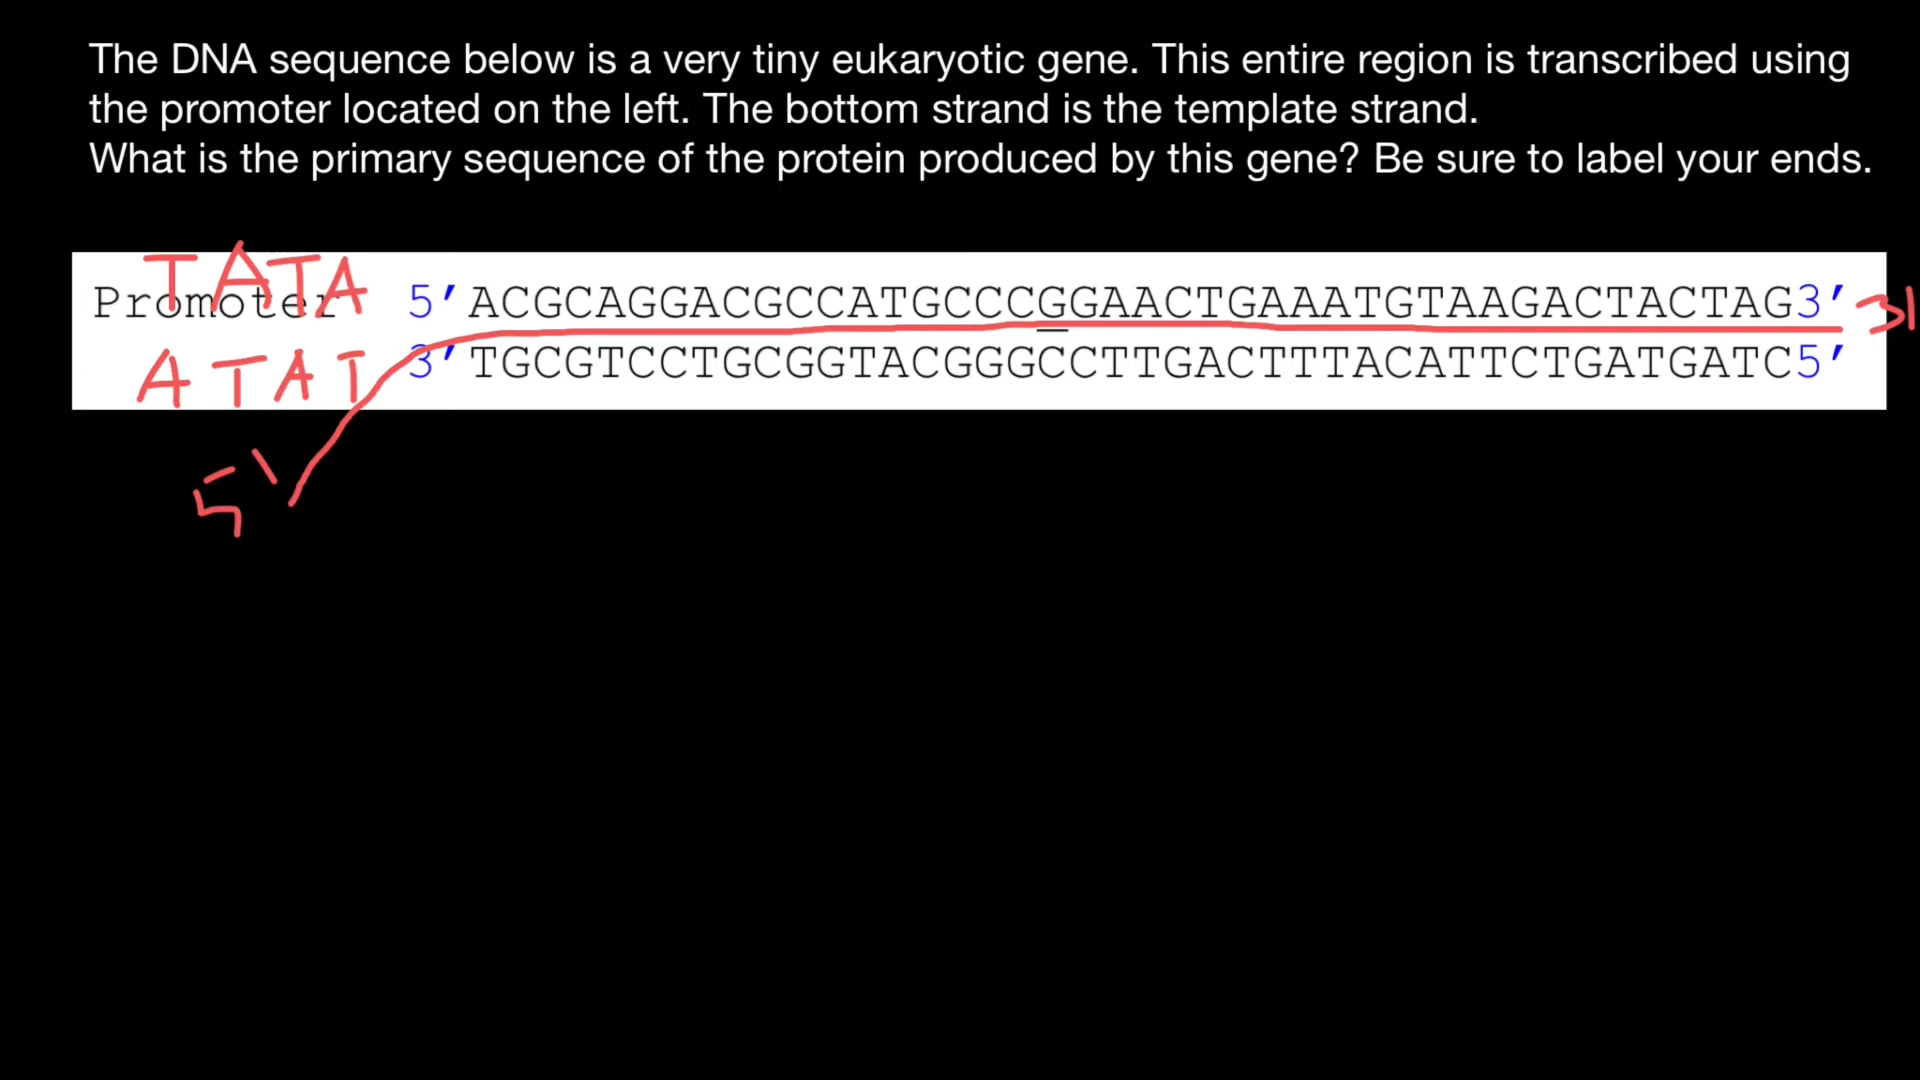 The DNA sequence below is a very tiny eukaryotic gene. This entire region is transcribed using
the promoter located on the left. The bottom strand is the template strand.
What is the primary sequence of the protein produced by this gene? Be sure to label your ends.
TATA
Promoter 5'ACGCAGGACGCCATGCCCGGAACTGAAATGTAAGACTACTAG3' 3'
3'TGCGTCCTGCGGTACGGGCCTTGACTTTACATTCTGATGATC5'
ATAT
5'